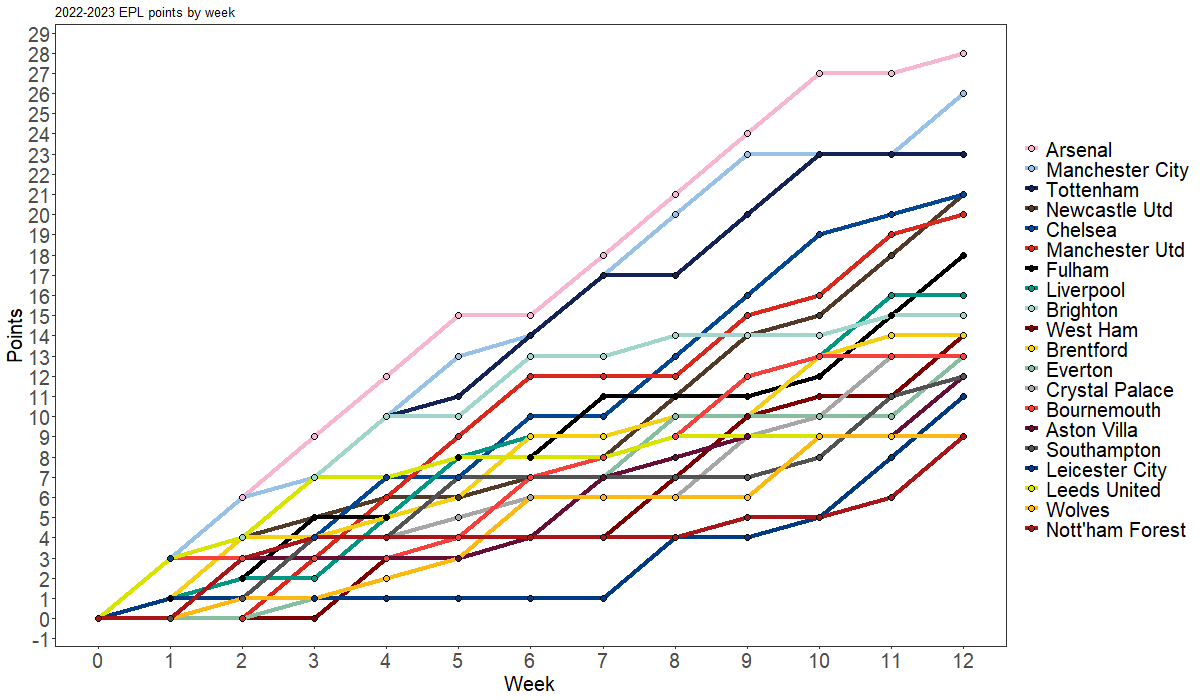 2022-2023 EPL points by week
29
28
27
26
25
24
23
22
21
20
19
18
17
16
15
14
13
12
11
10
9
8
7
6
5
4
3
2
1
0
-1
Points
0 1 2 3 4 5 6 7 8 9 10 11 12
Week
Arsenal
Manchester City
Tottenham
Newcastle Utd
Chelsea
Manchester Utd
Fulham
Liverpool
Brighton
West Ham
Brentford
Everton
Crystal Palace
Bournemouth
Aston Villa
Southampton
Leicester City
Leeds United
Wolves
Nott'ham Forest